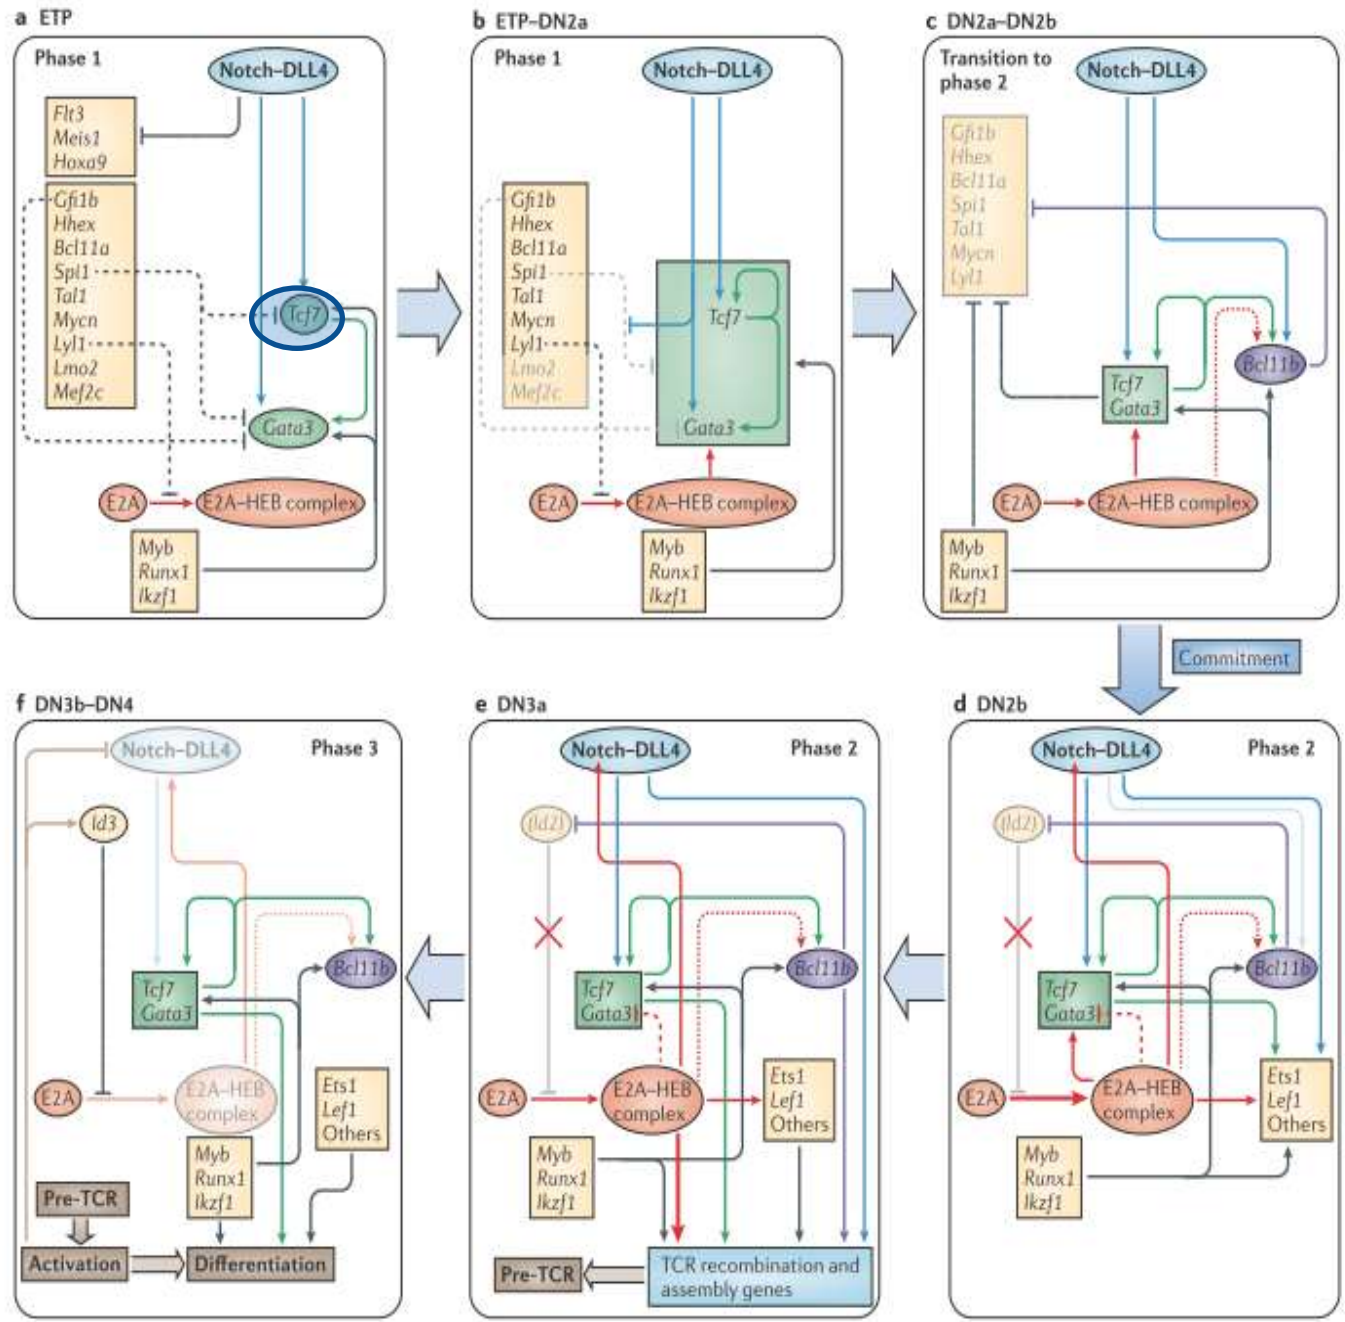 a ETP
Phase 1
Notch–DLL4
Flt3
Meis1
Hoxa9
Gfi1b
Hhex
Bcl11a
Spi1
Tal1
Mycn
Lyl1
Lmo2
Mef2c
Tcf7
Gata3
E2A
E2A–HEB complex
Myb
Runx1
Ikzf1
b ETP–DN2a
Phase 1
Notch–DLL4
Gfi1b
Hhex
Bcl11a
Spi1
Tal1
Mycn
Lyl1
Lmo2
Mef2c
Tcf7
Gata3
E2A
E2A–HEB complex
Myb
Runx1
Ikzf1
c DN2a–DN2b
Transition to
phase 2
Notch–DLL4
Gfi1b
Hhex
Bcl11a
Spi1
Tal1
Mycn
Lyl1
Bcl11b
Tcf7
Gata3
E2A
E2A–HEB complex
Myb
Runx1
Ikzf1
Commitment
f DN3b–DN4
Phase 3
Notch–DLL4
Id3
Bcl11b
Tcf7
Gata3
E2A
E2A–HEB
complex
Ets1
Lef1
Others
Myb
Runx1
Ikzf1
Pre-TCR
Activation
Differentiation
e DN3a
Phase 2
Notch–DLL4
(Id2)
Bcl11b
Tcf7
Gata3
E2A
E2A–HEB
complex
Ets1
Lef1
Others
Myb
Runx1
Ikzf1
Pre-TCR
TCR recombination and
assembly genes
d DN2b
Phase 2
Notch–DLL4
(Id2)
Bcl11b
Tcf7
Gata3
E2A
E2A–HEB
complex
Ets1
Lef1
Others
Myb
Runx1
Ikzf1